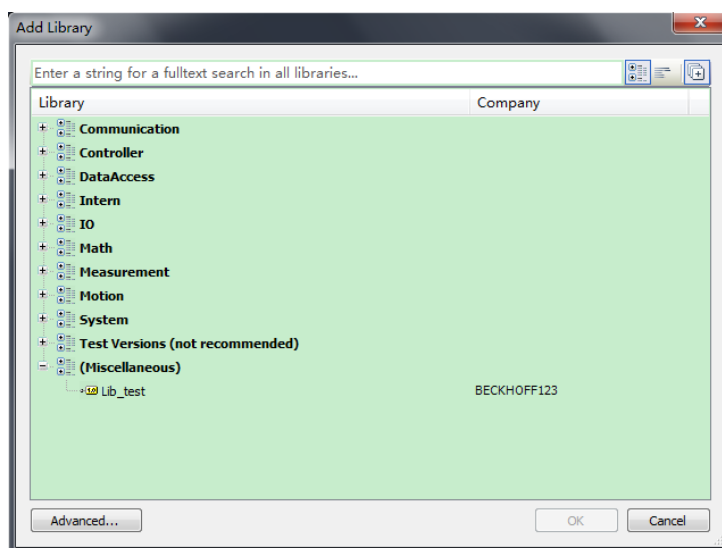 Add Library
Enter a string for a fulltext search in all libraries...
Library Company
Communication
Controller
DataAccess
Intern
IO
Math
Measurement
Motion
System
Test Versions (not recommended)
(Miscellaneous)
Lib_test BECKHOFF123
Advanced... OK Cancel